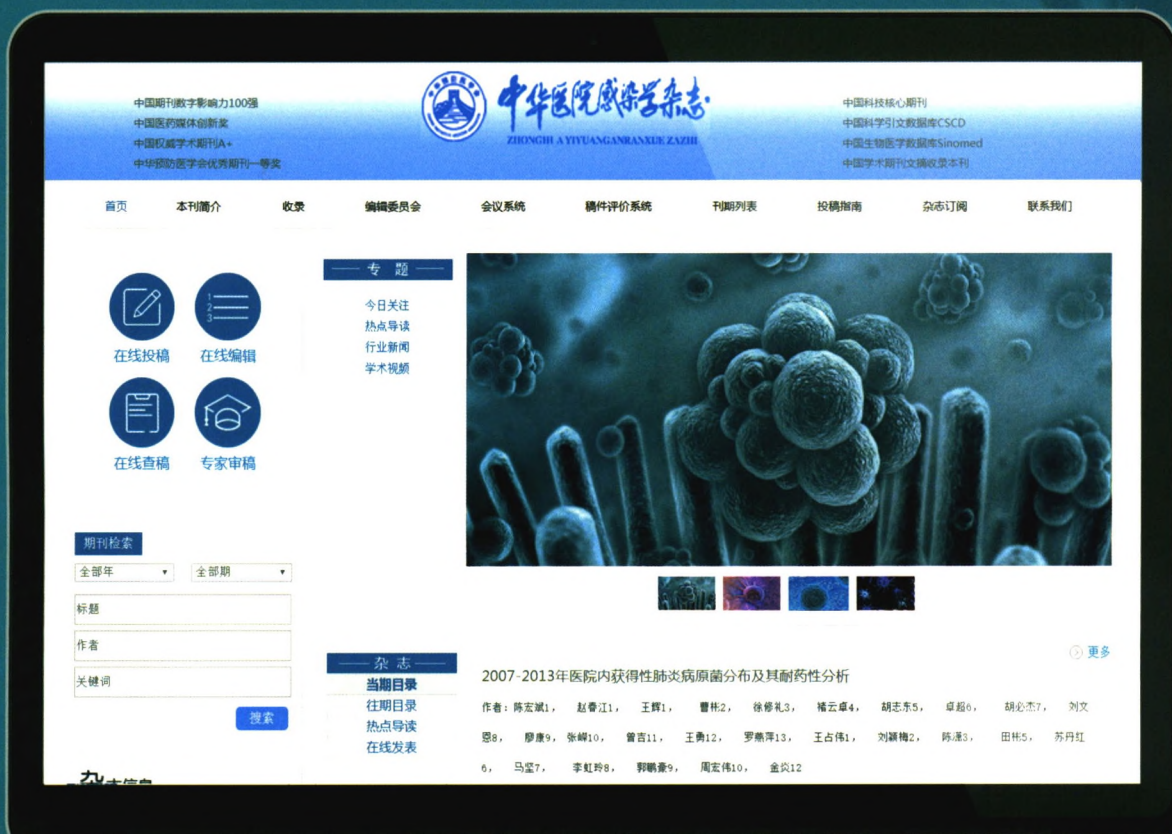 中国期刊数字影响力100强
中国医药媒体创新奖
中国权威学术期刊A+
中华预防医学会优秀期刊一等奖
中华医院感染学杂志
ZHONGHUA YIYUANGANRANXUE ZAZHI
中国科技核心期刊
中国科学引文数据库CSCD
中国生物医学数据库Sinomed
中国学术期刊文摘收录本刊
首页 本刊简介 收录 编辑委员会 会议系统 稿件评价系统 刊期列表 投稿指南 杂志订阅 联系我们
在线投稿 在线编辑
在线查稿 专家审稿
专 题
今日关注
热点导读
行业新闻
学术视频
期刊检索
全部年 全部期
标题
作者
关键词
搜索
杂 志
当期目录
往期目录
热点导读
在线发表
更多
2007-2013年医院内获得性肺炎病原菌分布及其耐药性分析
作者：陈宏斌1， 赵春江1， 王辉1， 曹彬2， 徐修礼3， 褚云卓4， 胡志东5， 卓超6， 胡必杰7， 刘文
恩8， 廖康9， 张嵘10， 曾吉11， 王勇12， 罗燕萍13， 王占伟1， 刘颖梅2， 陈潇3， 田彬5， 苏丹虹
6， 马坚7， 李虹玲8， 郭鹏豪9， 周宏伟10， 金炎12